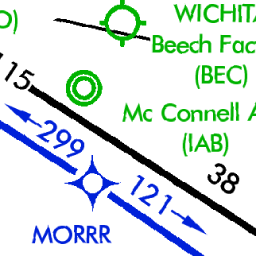 O)
WICHITA
Beech Fac
(BEC)
115
Mc Connell A
(IAB)
299
38
121
MORRR